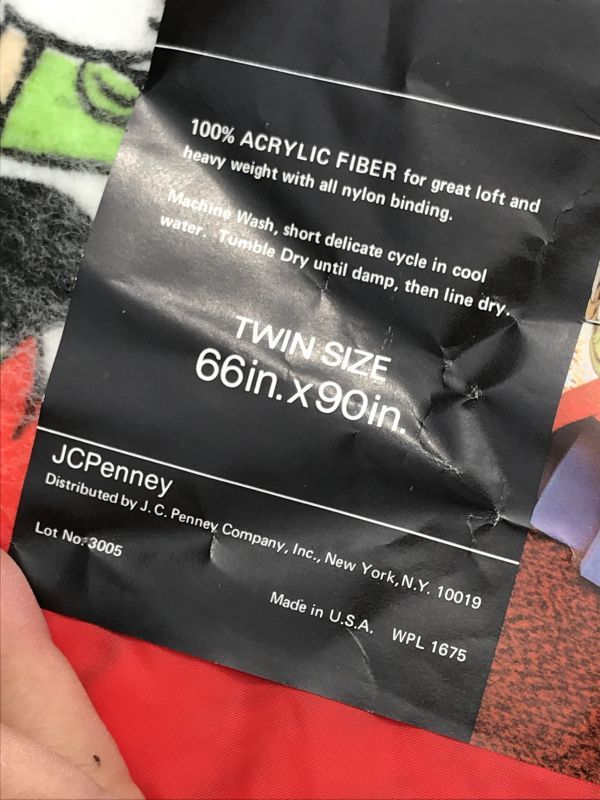 100% ACRYLIC FIBER for great loft and
heavy weight with all nylon binding.
Machine Wash, short delicate cycle in cool
water. Tumble Dry until damp, then line dry.
TWIN SIZE
66in.x90in.
JCPenney
Distributed by J. C. Penney Company, Inc., New York, N.Y. 10019
Lot No. 3005
Made in U.S.A. WPL 1675